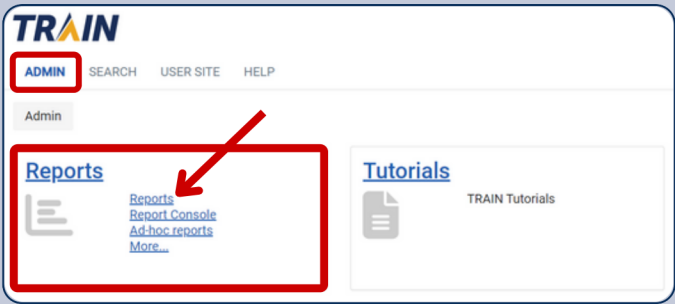 TRAIN
ADMIN SEARCH USER SITE HELP
Admin
Reports
Reports
Report Console
Ad-hoc reports
More...
Tutorials
TRAIN Tutorials